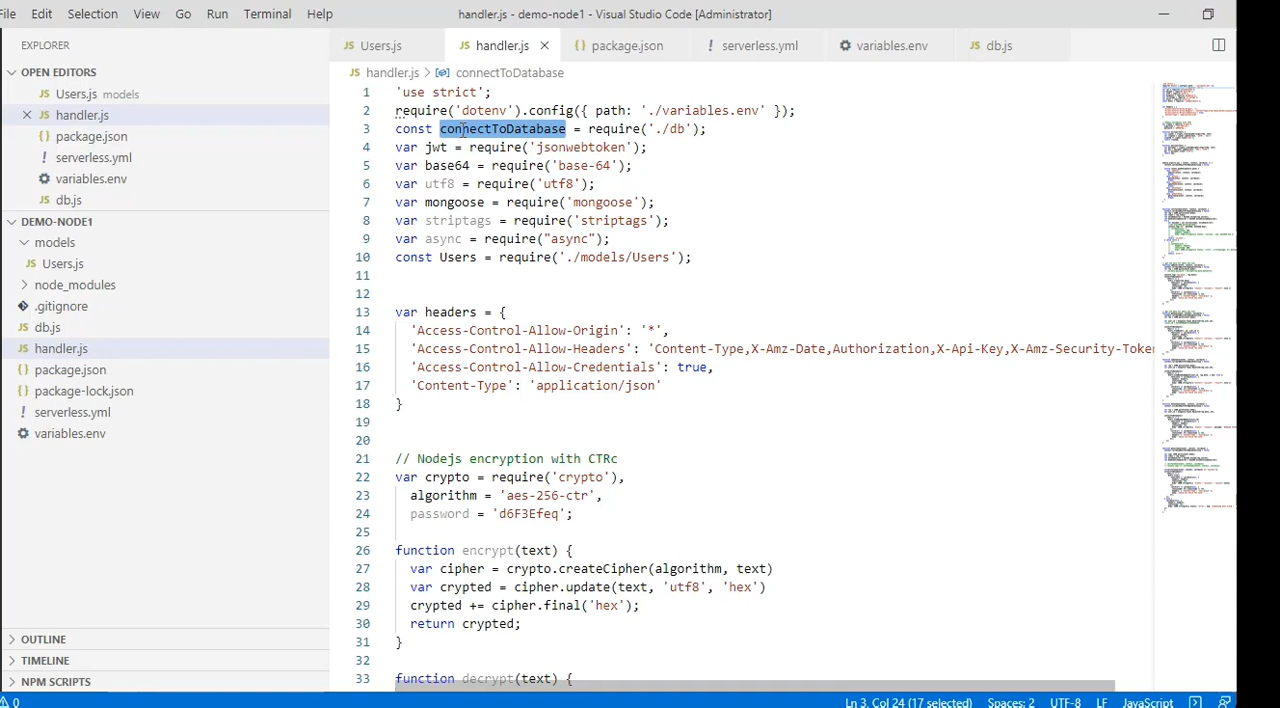 File Edit Selection View Go Run Terminal Help handler.js - demo-node1 - Visual Studio Code [Administrator]
EXPLORER
OPEN EDITORS
JS Users.js models
JS handler.js
{} package.json
! serverless.yml
variables.env
JS db.js
DEMO-NODE1
models
JS Users.js
node_modules
.gitignore
JS db.js
JS handler.js
{} package.json
{} package-lock.json
! serverless.yml
variables.env
OUTLINE
TIMELINE
NPM SCRIPTS
JS Users.js JS handler.js {} package.json ! serverless.yml variables.env JS db.js
JS handler.js > connectToDatabase
1 'use strict';
2 require('dotenv').config({ path: './variables.env' });
3 const connectToDatabase = require('./db');
4 var jwt = require('jsonwebtoken');
5 var base64 = require('base-64');
6 var utf8 = require('utf8');
7 var mongoose = require('mongoose');
8 var striptags = require('striptags');
9 var async = require("async");
10 const Users = require('./models/Users');
11
12
13 var headers = {
14 'Access-Control-Allow-Origin': '*',
15 'Access-Control-Allow-Headers': 'Content-Type,X-Amz-Date,Authorization,X-Api-Key,X-Amz-Security-Token
16 'Access-Control-Allow-Credentials': true,
17 'Content-Type': 'application/json'
18 }
19
20
21 // Nodejs encryption with CTRc
22 var crypto = require('crypto'),
23 algorithm = 'aes-256-ctr',
24 password = 'd6F3Efeq';
25
26 function encrypt(text) {
27 var cipher = crypto.createCipher(algorithm, text)
28 var crypted = cipher.update(text, 'utf8', 'hex')
29 crypted += cipher.final('hex');
30 return crypted;
31 }
32
33 function decrypt(text) {
0 Ln 3, Col 24 (17 selected) Spaces: 2 UTF-8 LF JavaScript